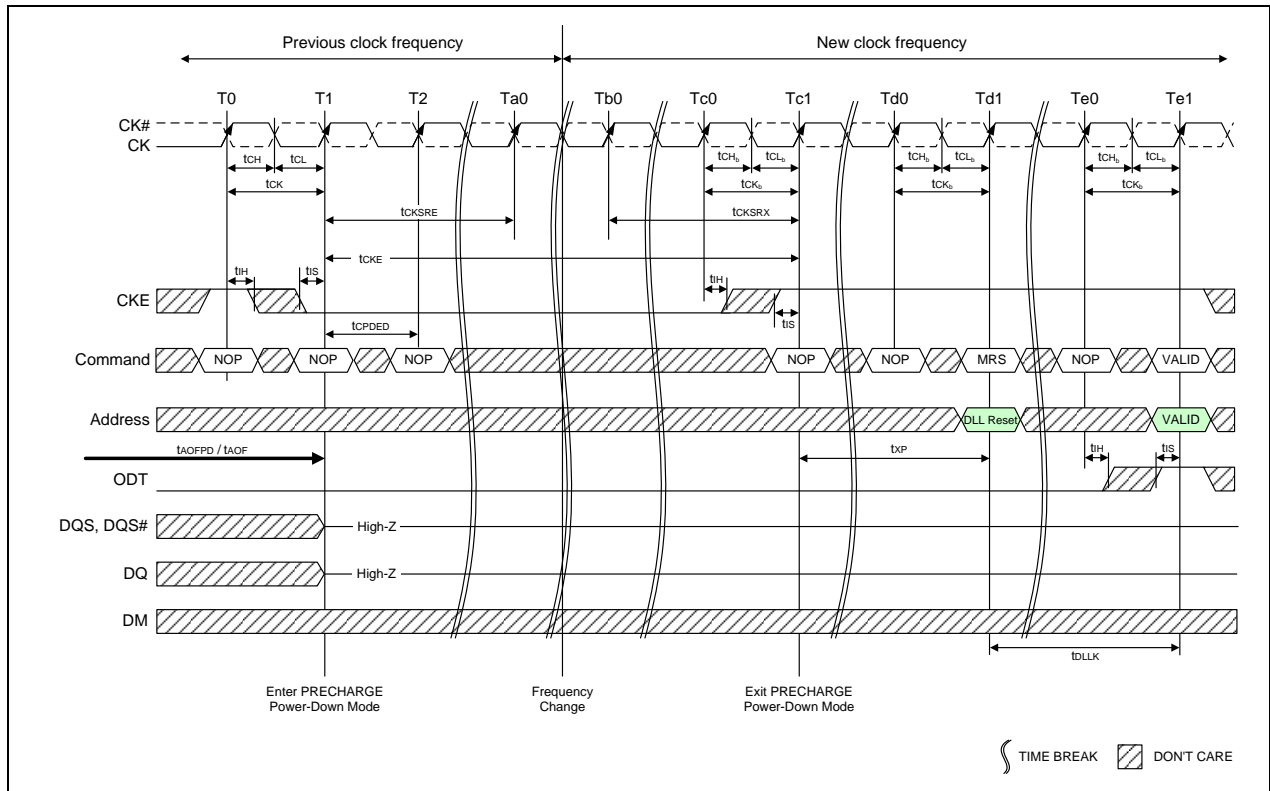 Previous clock frequency New clock frequency
T0 T1 T2 Ta0 Tb0 Tc0 Tc1 Td0 Td1 Te0 Te1
CK#
CK
tCH tCL tCHb tCLb tCHb tCLb tCHb tCLb
tCK tCKb tCKb tCKb
tCKSRE tCKSRX
tCKE
tIH tIS tIH
CKE
tIS
tCPDED
Command NOP NOP NOP NOP NOP MRS NOP VALID
Address DLL Reset VALID
tAOFPD / tAOF tXP tIH tIS
ODT
DQS, DQS# High-Z
DQ High-Z
DM
tDLLK
Enter PRECHARGE
Power-Down Mode
Frequency
Change
Exit PRECHARGE
Power-Down Mode
TIME BREAK DON'T CARE